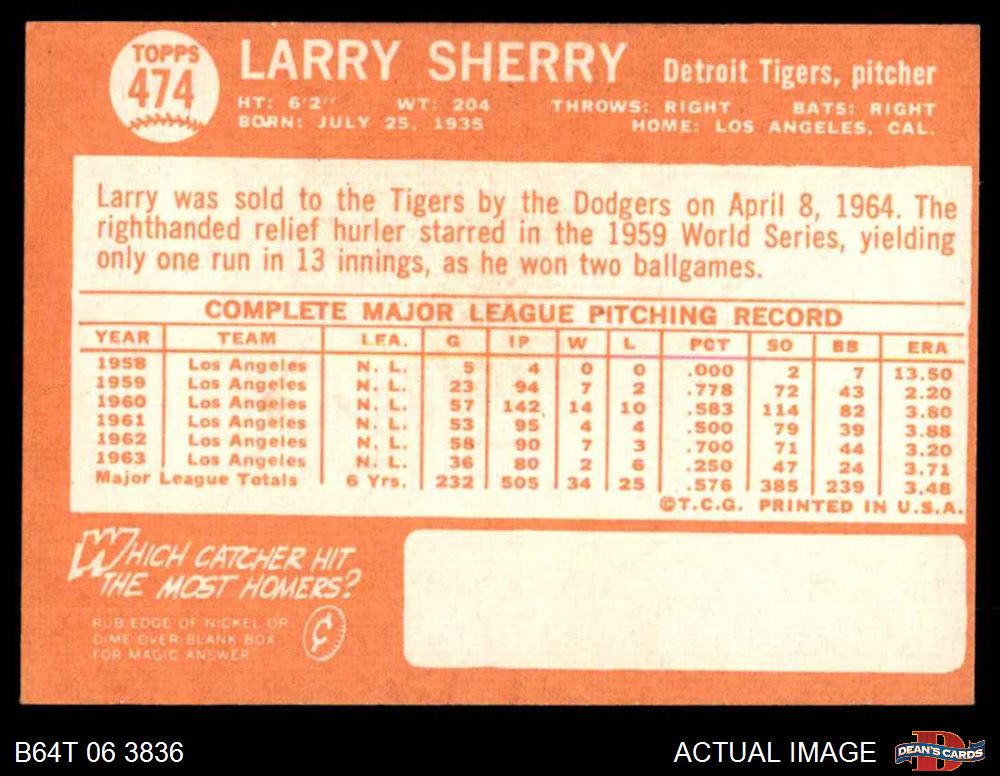 TOPPS
474
LARRY SHERRY Detroit Tigers, pitcher
HT: 6'2" WT: 204 THROWS: RIGHT BATS: RIGHT
BORN: JULY 25, 1935 HOME: LOS ANGELES, CAL.
Larry was sold to the Tigers by the Dodgers on April 8, 1964. The
righthanded relief hurler starred in the 1959 World Series, yielding
only one run in 13 innings, as he won two ballgames.
COMPLETE MAJOR LEAGUE PITCHING RECORD
YEAR TEAM LEA. G IP W L PCT SO BB ERA
1958 Los Angeles N. L. 5 4 0 0 .000 2 7 13.50
1959 Los Angeles N. L. 23 94 7 2 .778 72 43 2.20
1960 Los Angeles N. L. 57 142 14 10 .583 114 82 3.80
1961 Los Angeles N. L. 53 95 4 4 .500 79 39 3.88
1962 Los Angeles N. L. 58 90 7 3 .700 71 44 3.20
1963 Los Angeles N. L. 36 80 2 6 .250 47 24 3.71
Major League Totals 6 Yrs. 232 505 34 25 .576 385 239 3.48
©T.C.G. PRINTED IN U.S.A.
WHICH CATCHER HIT
THE MOST HOMERS?
RUB EDGE OF NICKEL OR
DIME OVER BLANK BOX
FOR MAGIC ANSWER
¢
B64T 06 3836 ACTUAL IMAGE DEAN'S CARDS